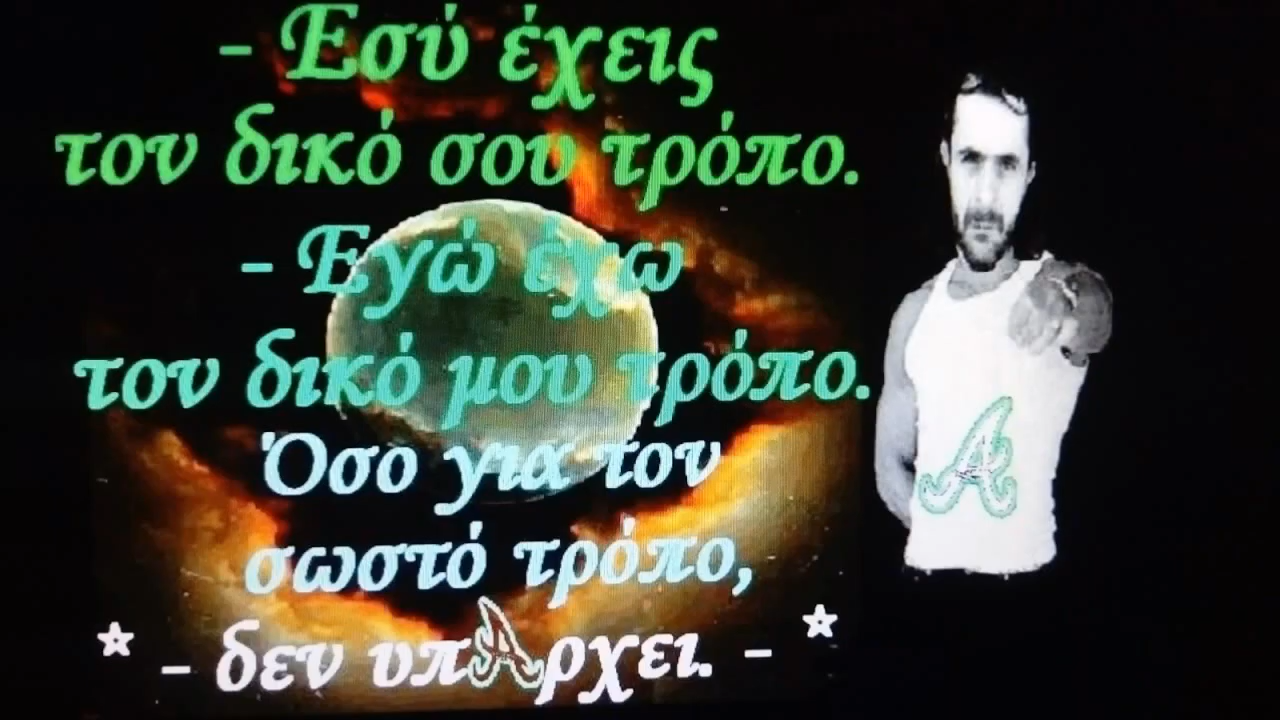 - Εσύ έχεις
τον δικό σου τρόπο.
- Εγώ έχω
τον δικό μου τρόπο.
Όσο για τον
σωστό τρόπο,
* - δεν υπΑρχει. - *
A